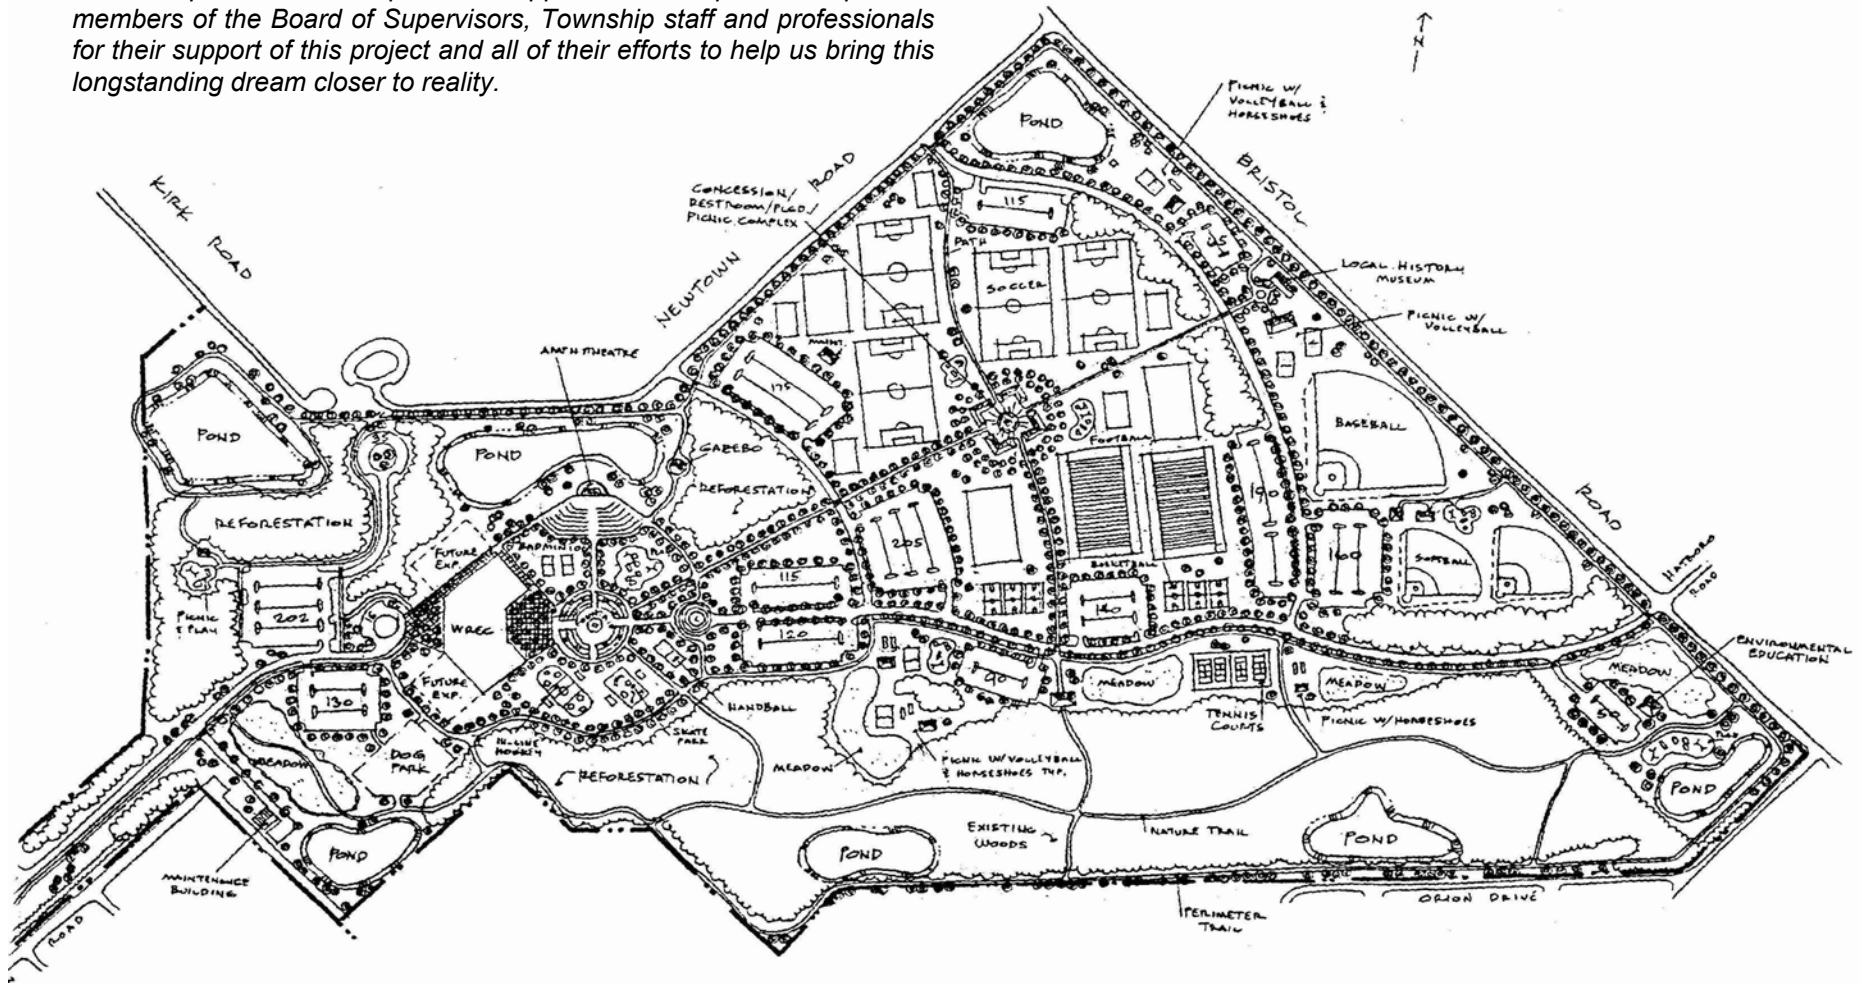 members of the Board of Supervisors, Township staff and professionals
for their support of this project and all of their efforts to help us bring this
longstanding dream closer to reality.
N
PICNIC W/
VOLLEYBALL &
HORSESHOES
POND
BRISTOL
KIRK
ROAD
NEWTOWN
ROAD
CONCESSION/
RESTROOM/PLGD./
PICNIC COMPLEX
115
PATH
LOCAL HISTORY
MUSEUM
SOCCER
PICNIC W/
VOLLEYBALL
MAINT.
AMPHITHEATRE
175
POND
POND
GAZEBO
FOOTBALL
BASEBALL
REFORESTATION
190
ROAD
REFORESTATION
FUTURE
EXP.
BADMINTON
205
160
SOFTBALL
HATBORO
ROAD
115
BASKETBALL
PICNIC
& PLAY
202
WREC
120
140
ENVIRONMENTAL
EDUCATION
MEADOW
FUTURE
EXP.
90
MEADOW
MEADOW
130
HANDBALL
50
TENNIS
COURTS
PICNIC W/HORSESHOES
SKATE
PARK
IN-LINE
HOCKEY
DOG
PARK
MEADOW
REFORESTATION
MEADOW
PICNIC W/VOLLEYBALL
& HORSESHOES TYP.
POND
EXISTING
WOODS
NATURE TRAIL
POND
POND
POND
MAINTENANCE
BUILDING
ORION DRIVE
PERIMETER
TRAIL
ROAD